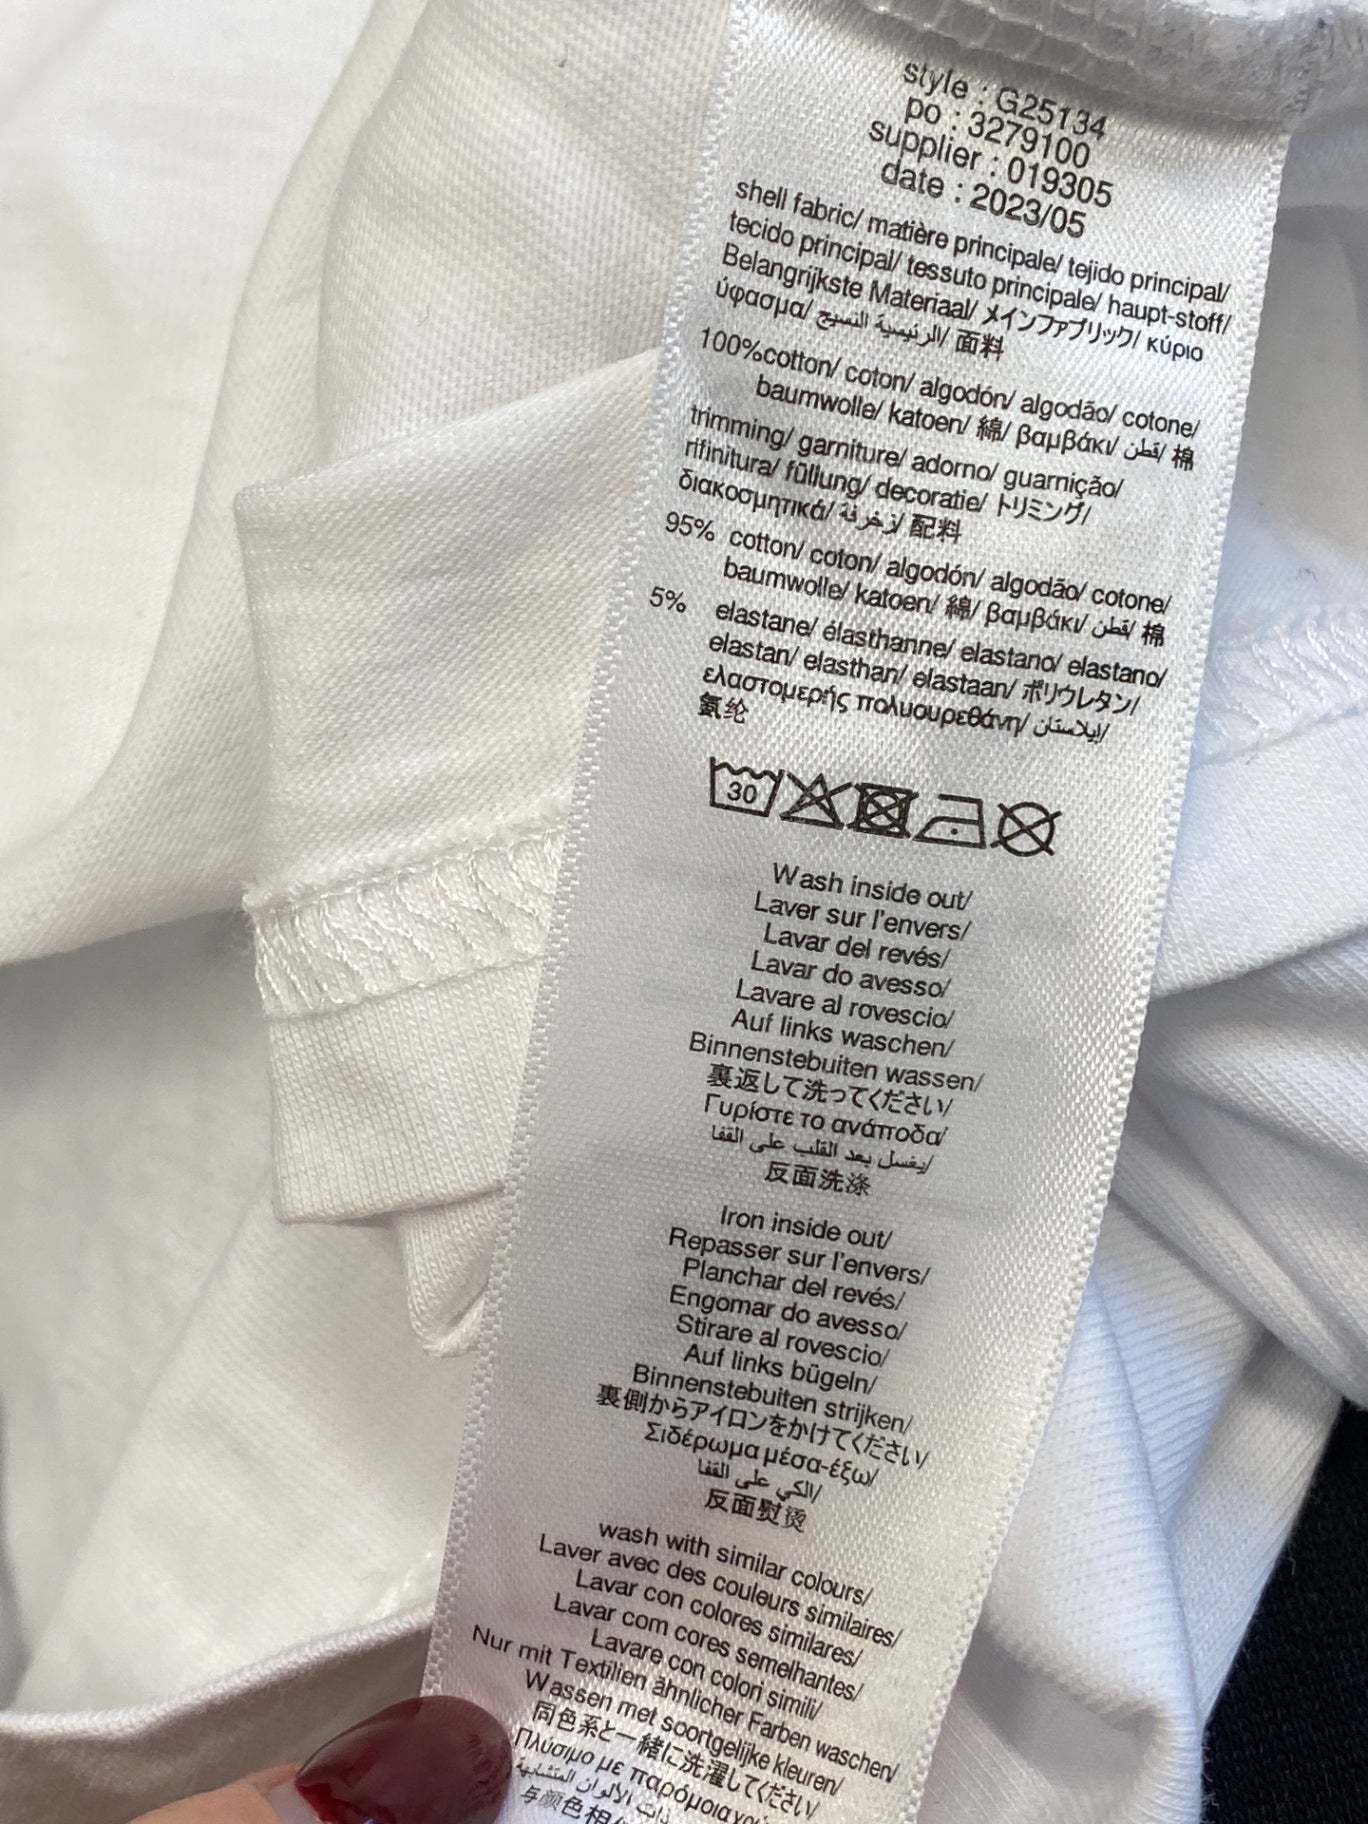 style : G25134
po : 3279100
supplier : 019305
date : 2023/05
shell fabric/ matière principale/ tejido principal/
tecido principal/ tessuto principale/ haupt-stoff/
Belangrijkste Materiaal/ メインファブリック/ κύριο
ύφασμα/ الرئيسية النسيج/ 面料
100%cotton/ coton/ algodón/ algodão/ cotone/
baumwolle/ katoen/ 綿/ βαμβάκι/ قطن/ 棉
trimming/ garniture/ adorno/ guarnição/
rifinitura/ füllung/ decoratie/ トリミング/
διακοσμητικά/ زخرفة/ 配料
95% cotton/ coton/ algodón/ algodão/ cotone/
baumwolle/ katoen/ 綿/ βαμβάκι/ قطن/ 棉
5% elastane/ élasthanne/ elastano/ elastano/
elastan/ elasthan/ elastaan/ ポリウレタン/
ελαστομερής πολυουρεθάνη/ إيلاستان/
氨纶
30
Wash inside out/
Laver sur l'envers/
Lavar del revés/
Lavar do avesso/
Lavare al rovescio/
Auf links waschen/
Binnenstebuiten wassen/
裏返して洗ってください/
Γυρίστε το ανάποδα/
يغسل بعد القلب على القفا/
反面洗涤
Iron inside out/
Repasser sur l'envers/
Planchar del revés/
Engomar do avesso/
Stirare al rovescio/
Auf links bügeln/
Binnenstebuiten strijken/
裏側からアイロンをかけてください/
Σιδέρωμα μέσα-έξω/
الكي على القفا/
反面熨烫
wash with similar colours/
Laver avec des couleurs similaires/
Lavar con colores similares/
Lavar com cores semelhantes/
Lavare con colori simili/
Nur mit Textilien ähnlicher Farben waschen/
Wassen met soortgelijke kleuren/
同色系と一緒に洗濯してください/
Πλύσιμο με
ذات الألوان المتشابهة
与颜色相